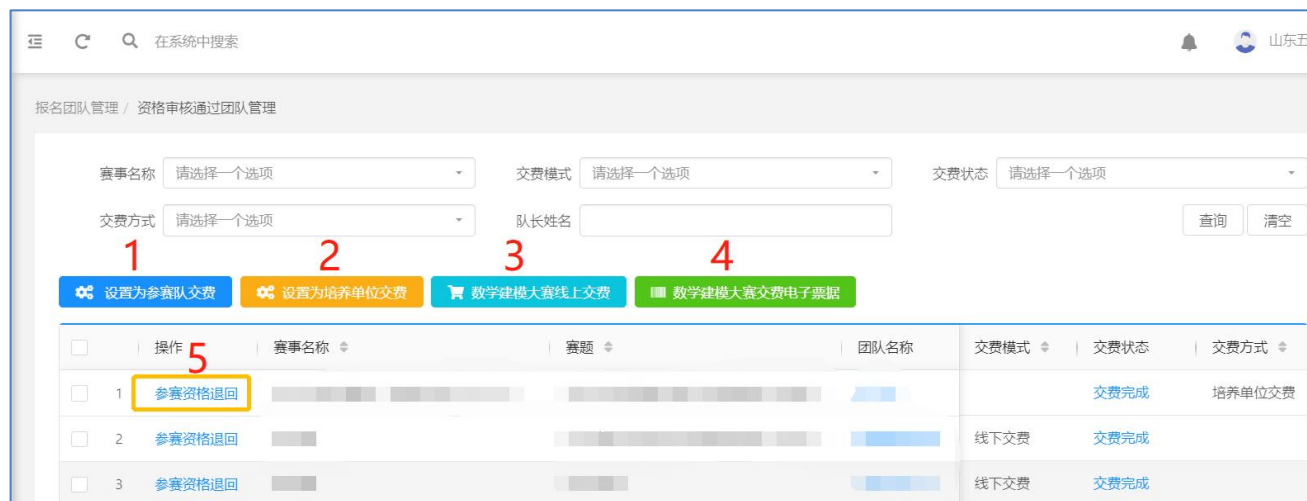 在系统中搜索 山东五
报名团队管理 / 资格审核通过团队管理
赛事名称 请选择一个选项 交费模式 请选择一个选项 交费状态 请选择一个选项
交费方式 请选择一个选项 队长姓名 查询 清空
1 2 3 4
设置为参赛队交费 设置为培养单位交费 数学建模大赛线上交费 数学建模大赛交费电子票据
操作 赛事名称 赛题 团队名称 交费模式 交费状态 交费方式
5
1 参赛资格退回 交费完成 培养单位交费
2 参赛资格退回 线下交费 交费完成
3 参赛资格退回 线下交费 交费完成